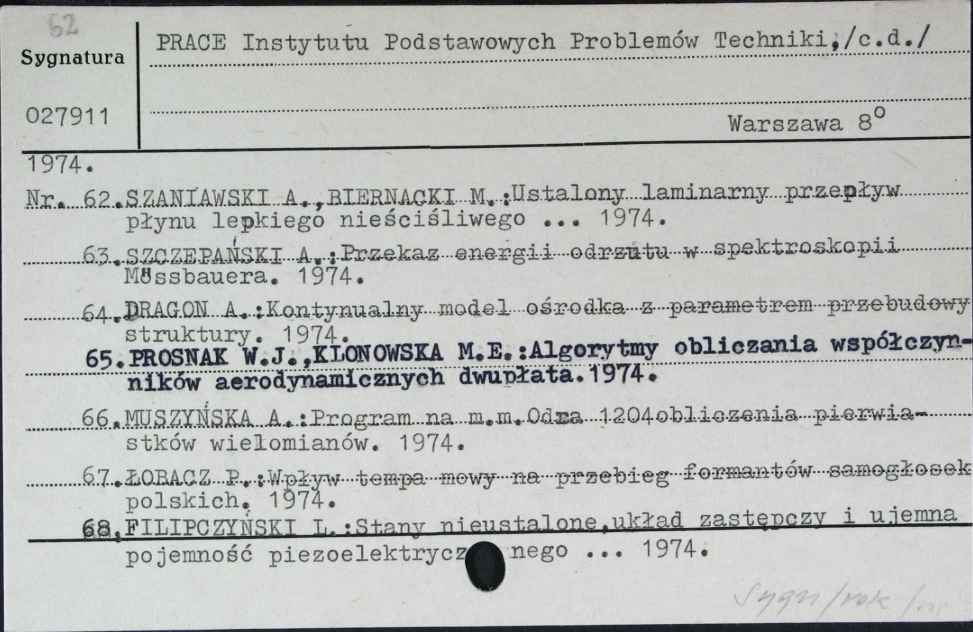 62
Sygnatura
PRACE Instytutu Podstawowych Problemów Techniki,/c.d./
027911
Warszawa 8°
1974.
Nr. 62.SZANIAWSKI A.,BIERNACKI M.:Ustalony laminarny przepływ
płynu lepkiego nieściśliwego ... 1974.
63.SZCZEPAŃSKI A.:Przekaz energii odrzutu w spektroskopii
Mössbauera. 1974.
64.DRAGON A.:Kontynualny model ośrodka z parametrem przebudowy
struktury. 1974.
65.PROSNAK W.J.,KLONOWSKA M.E.:Algorytmy obliczania współczyn-
ników aerodynamicznych dwupłata.1974.
66.MUSZYŃSKA A.:Program na m.m.Odra 1204obliczenia pierwia-
stków wielomianów. 1974.
67.ŁOBACZ P.:Wpływ tempa mowy na przebieg formantów samogłosek
polskich. 1974.
68.FILIPCZYŃSKI L.:Stany nieustalone,układ zastępczy i ujemna
pojemność piezoelektrycz nego ... 1974.
Sygn/rok/